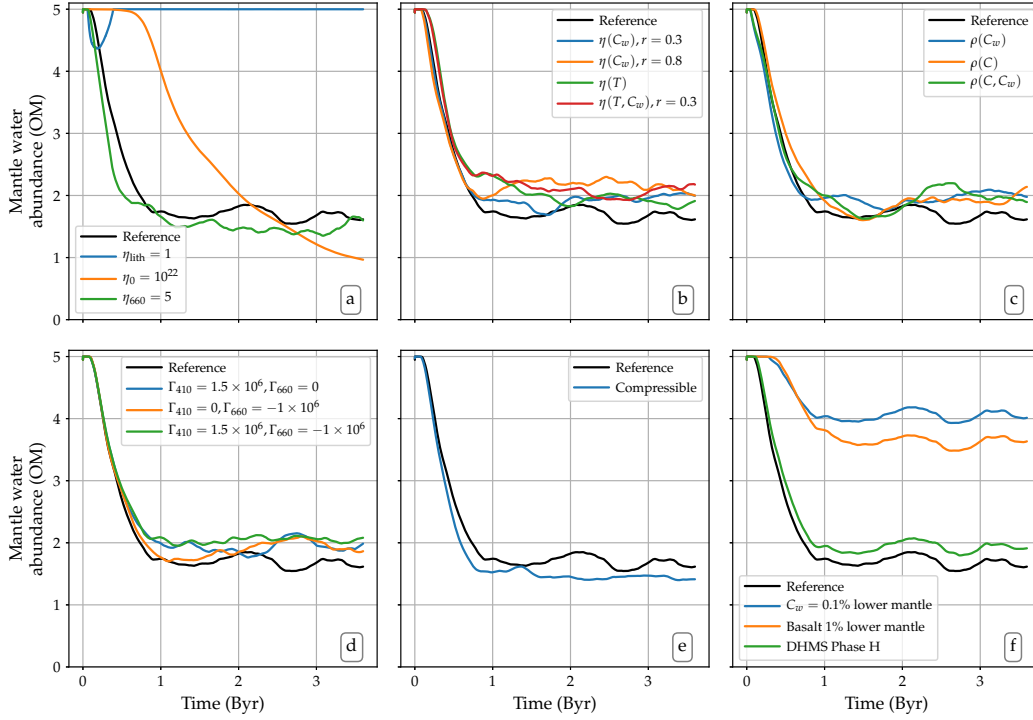 Mantle water
abundance (OM)
5
4
3
2
1
0
Reference
η_lith = 1
η_0 = 10^22
η_660 = 5
a
Reference
η(C_w), r = 0.3
η(C_w), r = 0.8
η(T)
η(T, C_w), r = 0.3
b
Reference
ρ(C_w)
ρ(C)
ρ(C, C_w)
c
Mantle water
abundance (OM)
5
4
3
2
1
0
Reference
Γ_410 = 1.5 × 10^6, Γ_660 = 0
Γ_410 = 0, Γ_660 = −1 × 10^6
Γ_410 = 1.5 × 10^6, Γ_660 = −1 × 10^6
d
0 1 2 3
Time (Byr)
Reference
Compressible
e
0 1 2 3
Time (Byr)
Reference
C_w = 0.1% lower mantle
Basalt 1% lower mantle
DHMS Phase H
f
0 1 2 3
Time (Byr)